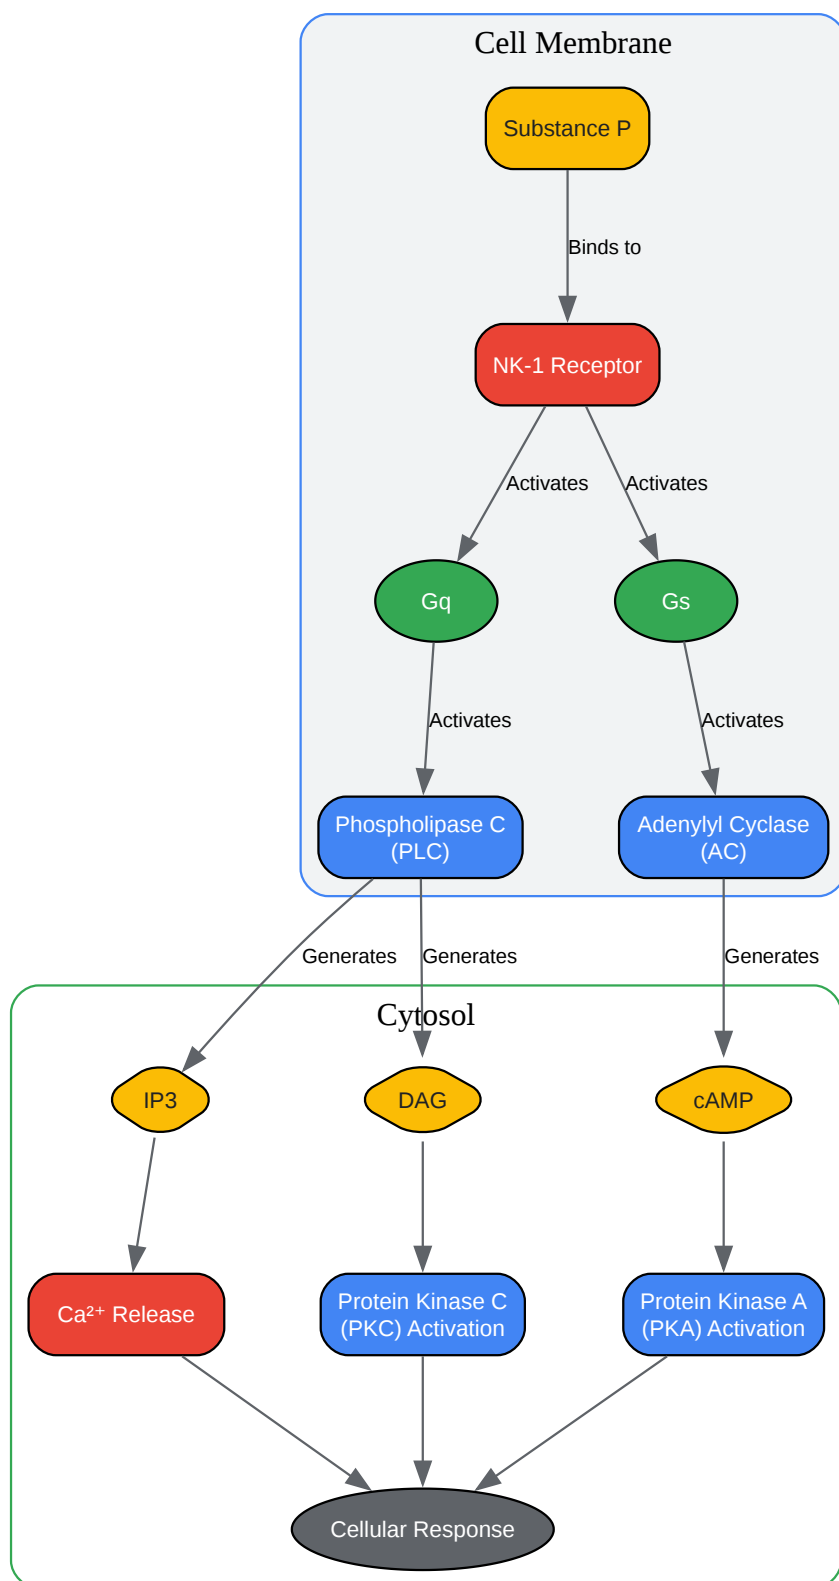 Cell Membrane
Substance P
Binds to
NK-1 Receptor
Activates
Activates
Gq
Gs
Activates
Activates
Phospholipase C
(PLC)
Adenylyl Cyclase
(AC)
Generates
Generates
Generates
Cytosol
IP3
DAG
cAMP
Ca²⁺ Release
Protein Kinase C
(PKC) Activation
Protein Kinase A
(PKA) Activation
Cellular Response